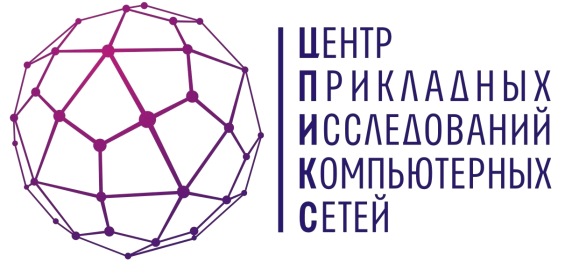 ЦЕНТР
ПРИКЛАДНЫХ
ИССЛЕДОВАНИЙ
КОМПЬЮТЕРНЫХ
СЕТЕЙ